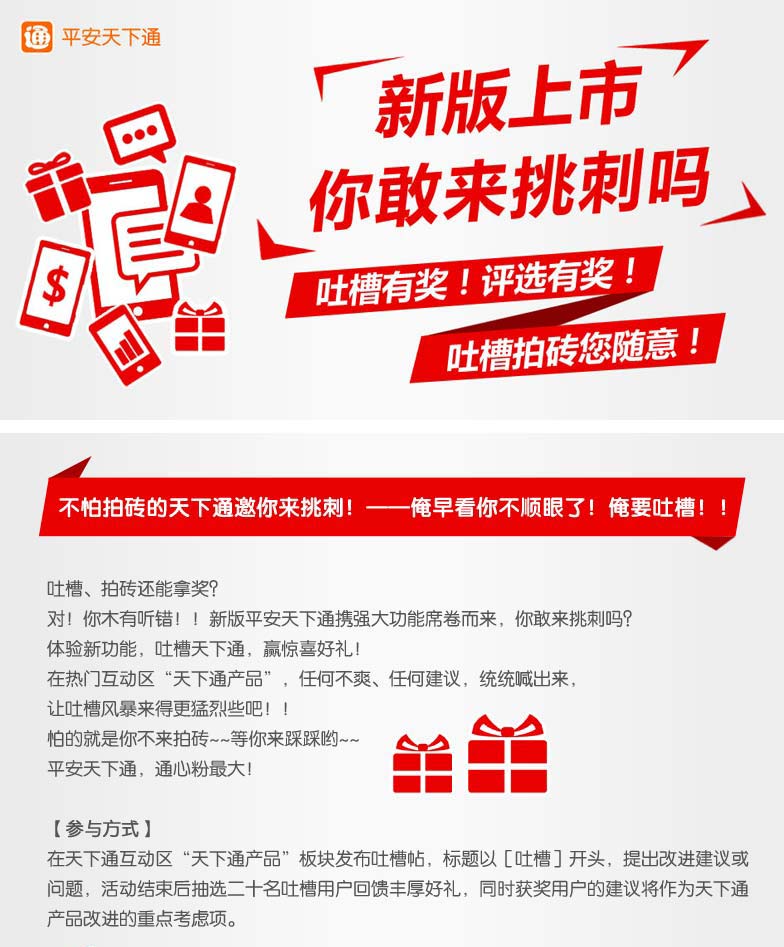 通 平安天下通
新版上市
你敢来挑刺吗
吐槽有奖！评选有奖！
吐槽拍砖您随意！
$
不怕拍砖的天下通邀你来挑刺！——俺早看你不顺眼了！俺要吐槽！！
吐槽、拍砖还能拿奖？
对！你木有听错！！新版平安天下通携强大功能席卷而来，你敢来挑刺吗？
体验新功能，吐槽天下通，赢惊喜好礼！
在热门互动区“天下通产品”，任何不爽、任何建议，统统喊出来，
让吐槽风暴来得更猛烈些吧！！
怕的就是你不来拍砖~~等你来踩踩哟~~
平安天下通，通心粉最大！
【参与方式】
在天下通互动区“天下通产品”板块发布吐槽帖，标题以［吐槽］开头，提出改进建议或
问题，活动结束后抽选二十名吐槽用户回馈丰厚好礼，同时获奖用户的建议将作为天下通
产品改进的重点考虑项。